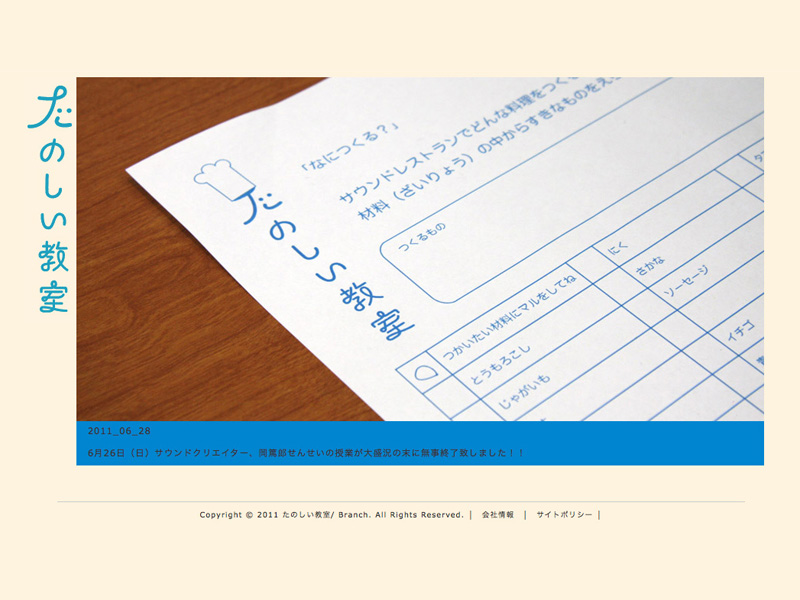 たのしい教室
「なにつくる？」
サウンドレストランでどんな料理をつく
材料（ざいりょう）の中からすきなものをえ
たのしい教室
つくるもの
つかいたい材料にマルをしてね
にく
とうもろこし
さかな
じゃがいも
ソーセージ
イチゴ
2011_06_28
6月26日（日）サウンドクリエイター、岡篤郎せんせいの授業が大盛況の末に無事終了致しました！！
Copyright © 2011 たのしい教室/ Branch. All Rights Reserved. | 会社情報 | サイトポリシー |